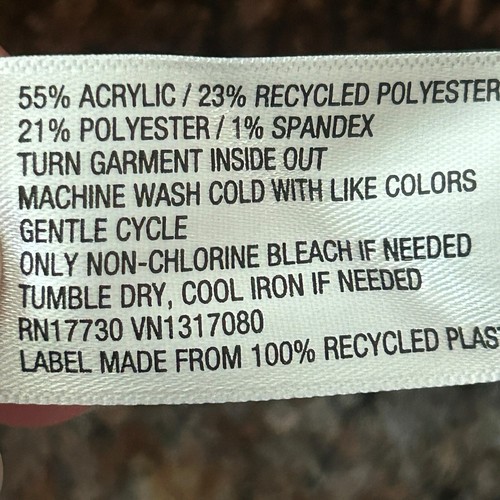 55% ACRYLIC / 23% RECYCLED POLYESTER
21% POLYESTER / 1% SPANDEX
TURN GARMENT INSIDE OUT
MACHINE WASH COLD WITH LIKE COLORS
GENTLE CYCLE
ONLY NON-CHLORINE BLEACH IF NEEDED
TUMBLE DRY, COOL IRON IF NEEDED
RN17730 VN1317080
LABEL MADE FROM 100% RECYCLED PLAS